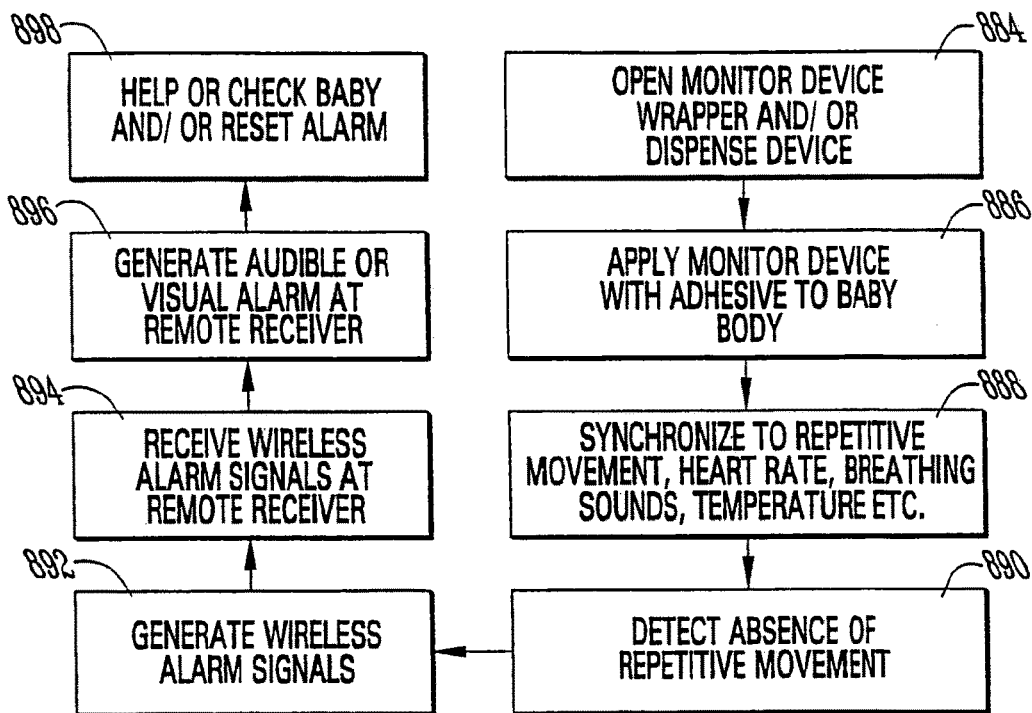 898
HELP OR CHECK BABY
AND/ OR RESET ALARM
884
OPEN MONITOR DEVICE
WRAPPER AND/ OR
DISPENSE DEVICE
896
GENERATE AUDIBLE OR
VISUAL ALARM AT
REMOTE RECEIVER
886
APPLY MONITOR DEVICE
WITH ADHESIVE TO BABY
BODY
894
RECEIVE WIRELESS
ALARM SIGNALS AT
REMOTE RECEIVER
888
SYNCHRONIZE TO REPETITIVE
MOVEMENT, HEART RATE, BREATHING
SOUNDS, TEMPERATURE ETC.
892
GENERATE WIRELESS
ALARM SIGNALS
890
DETECT ABSENCE OF
REPETITIVE MOVEMENT